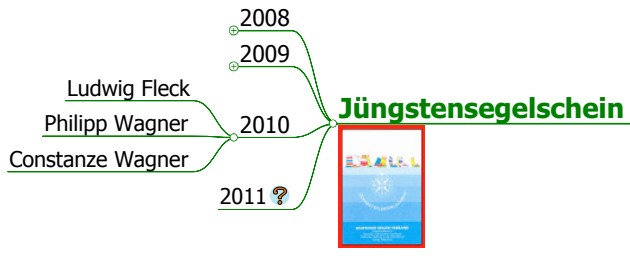 Jüngstensegelschein
2008
2009
2010
Ludwig Fleck
Philipp Wagner
Constanze Wagner
2011